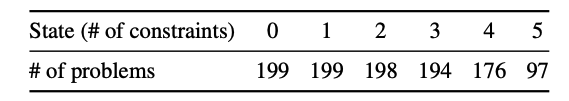 State (# of constraints) 0 1 2 3 4 5
# of problems 199 199 198 194 176 97